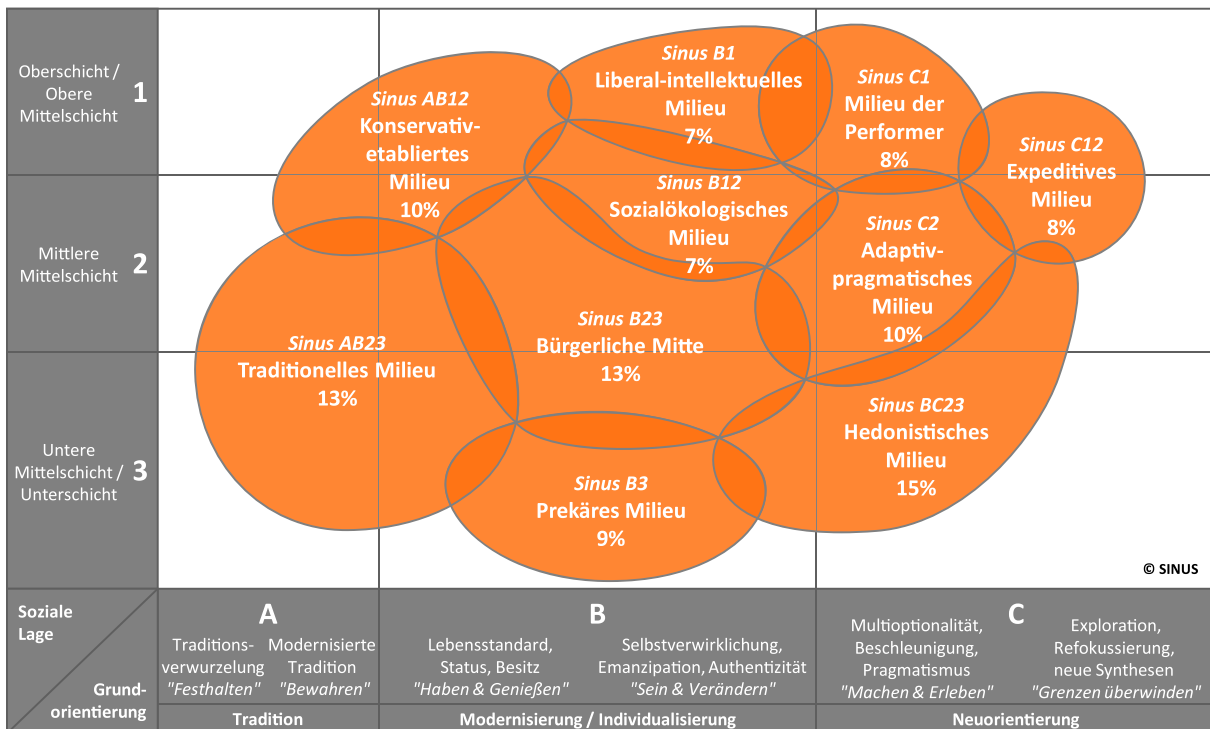 Oberschicht /
Obere
Mittelschicht
1
Mittlere
Mittelschicht
2
Untere
Mittelschicht /
Unterschicht
3
Sinus AB12
Konservativ-
etabliertes
Milieu
10%
Sinus B1
Liberal-intellektuelles
Milieu
7%
Sinus C1
Milieu der
Performer
8%
Sinus C12
Expeditives
Milieu
8%
Sinus B12
Sozialökologisches
Milieu
7%
Sinus C2
Adaptiv-
pragmatisches
Milieu
10%
Sinus AB23
Traditionelles Milieu
13%
Sinus B23
Bürgerliche Mitte
13%
Sinus BC23
Hedonistisches
Milieu
15%
Sinus B3
Prekäres Milieu
9%
© SINUS
Soziale
Lage
Grund-
orientierung
A
Traditions-
verwurzelung
"Festhalten"
Modernisierte
Tradition
"Bewahren"
Tradition
B
Lebensstandard,
Status, Besitz
"Haben & Genießen"
Selbstverwirklichung,
Emanzipation, Authentizität
"Sein & Verändern"
Modernisierung / Individualisierung
C
Multioptionalität,
Beschleunigung,
Pragmatismus
"Machen & Erleben"
Exploration,
Refokussierung,
neue Synthesen
"Grenzen überwinden"
Neuorientierung